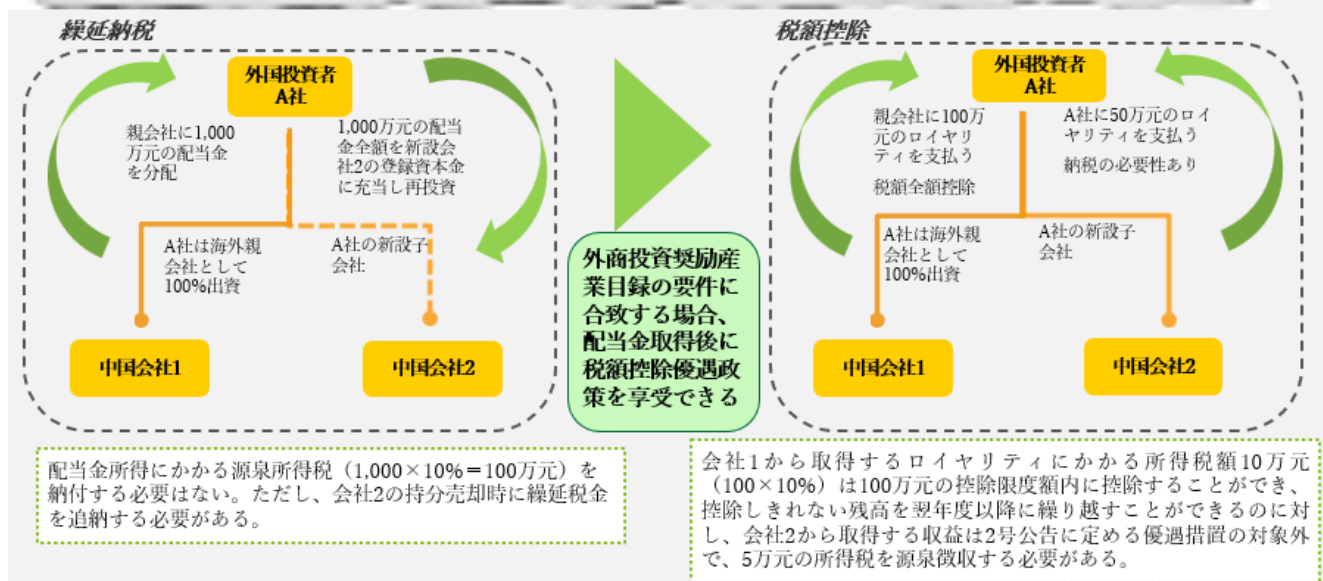 繰延納税
外国投資者
A社
親会社に1,000
万元の配当金
を分配
1,000万元の配当
金全額を新設会
社2の登録資本金
に充当し再投資
A社は海外親
会社として
100%出資
A社の新設子
会社
中国会社1
中国会社2
配当金所得にかかる源泉所得税（1,000×10%＝100万元）を
納付する必要はない。ただし、会社2の持分売却時に繰延税金
を追納する必要がある。
外商投資奨励産
業目録の要件に
合致する場合、
配当金取得後に
税額控除優遇政
策を享受できる
税額控除
外国投資者
A社
親会社に100万
元のロイヤリ
ティを支払う
税額全額控除
A社に50万元のロイ
ヤリティを支払う
納税の必要性あり
A社は海外親
会社として
100%出資
A社の新設子
会社
中国会社1
中国会社2
会社1から取得するロイヤリティにかかる所得税額10万元
（100×10%）は100万元の控除限度額内に控除することができ、
控除しきれない残高を翌年度以降に繰り越すことができるのに対
し、会社2から取得する収益は2号公告に定める優遇措置の対象外
で、5万元の所得税を源泉徴収する必要がある。